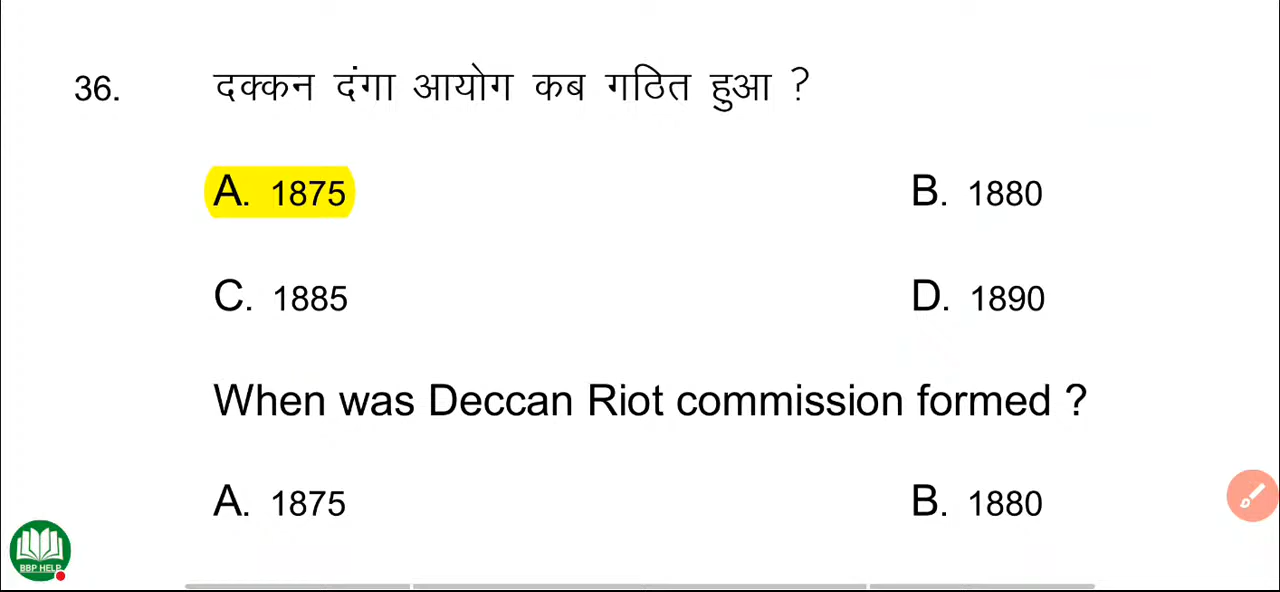 36. दक्कन दंगा आयोग कब गठित हुआ ?
A. 1875 B. 1880
C. 1885 D. 1890
When was Deccan Riot commission formed ?
A. 1875 B. 1880
BBP HELP